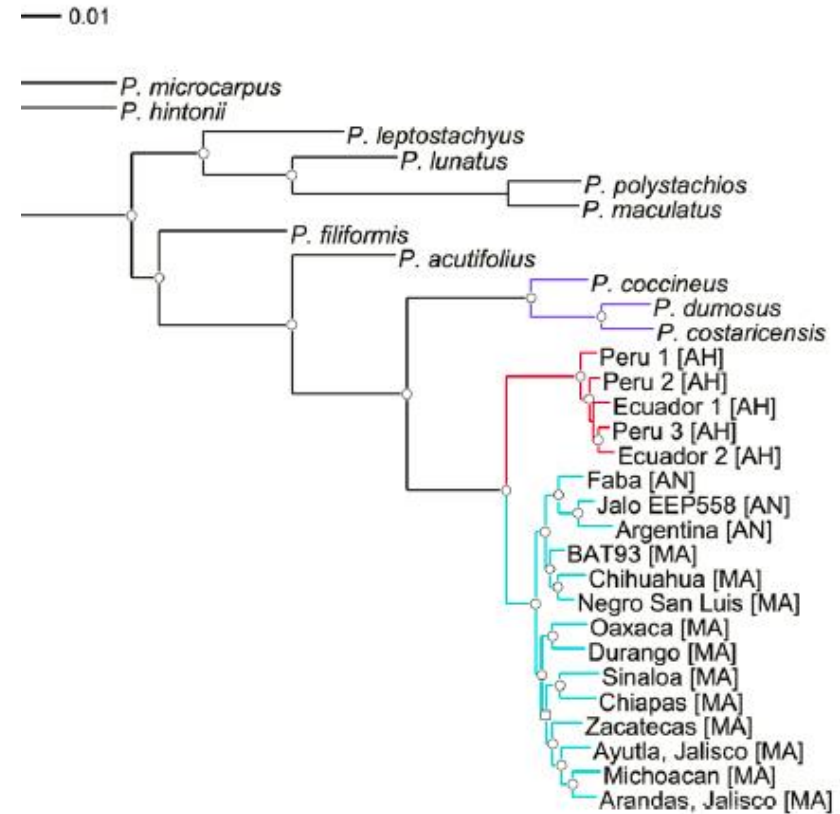 0.01
P. microcarpus
P. hintonii
P. leptostachyus
P. lunatus
P. polystachios
P. maculatus
P. filiformis
P. acutifolius
P. coccineus
P. dumosus
P. costaricensis
Peru 1 [AH]
Peru 2 [AH]
Ecuador 1 [AH]
Peru 3 [AH]
Ecuador 2 [AH]
Faba [AN]
Jalo EEP558 [AN]
Argentina [AN]
BAT93 [MA]
Chihuahua [MA]
Negro San Luis [MA]
Oaxaca [MA]
Durango [MA]
Sinaloa [MA]
Chiapas [MA]
Zacatecas [MA]
Ayutla, Jalisco [MA]
Michoacan [MA]
Arandas, Jalisco [MA]